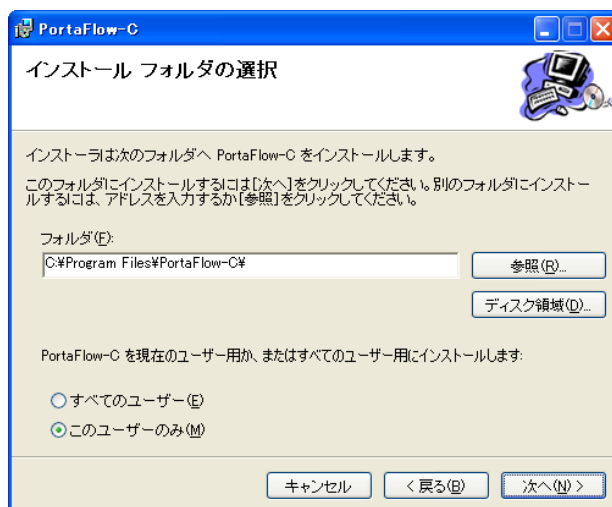 PortaFlow-C
インストール フォルダの選択
インストーラは次のフォルダへ PortaFlow-C をインストールします。
このフォルダにインストールするには[次へ]をクリックしてください。別のフォルダにインストー
ルするには、アドレスを入力するか[参照]をクリックしてください。
フォルダ(F):
C:¥Program Files¥PortaFlow-C¥
参照(R)...
ディスク領域(D)...
PortaFlow-C を現在のユーザー用か、またはすべてのユーザー用にインストールします:
すべてのユーザー(E)
このユーザーのみ(M)
キャンセル
< 戻る(B)
次へ(N) >